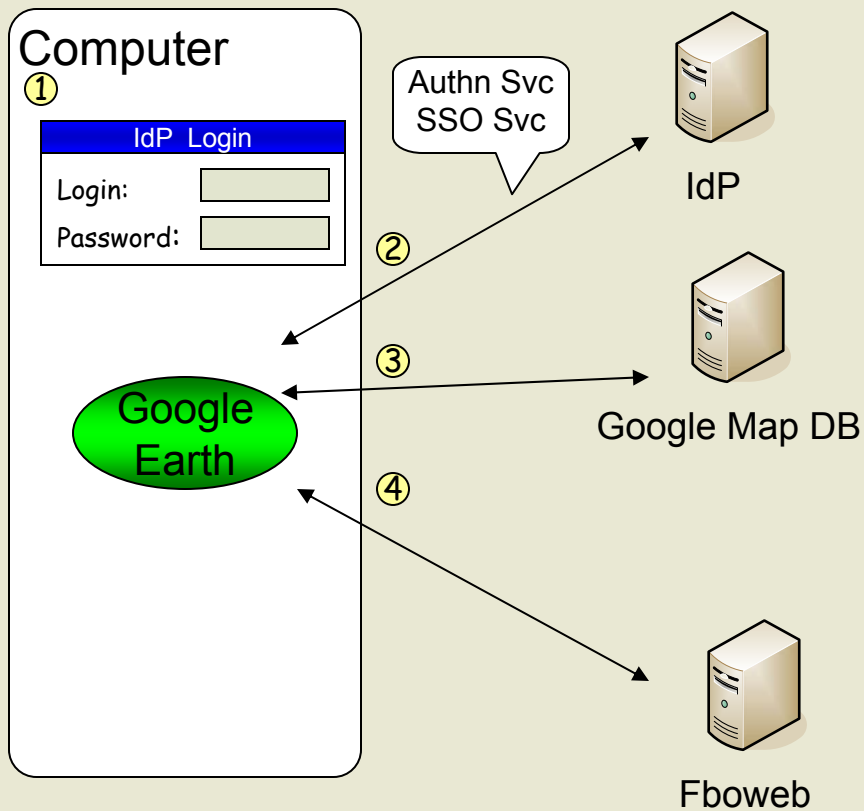 Computer
1
IdP Login
Login:
Password:
Authn Svc
SSO Svc
IdP
2
3
Google Map DB
Google
Earth
4
Fboweb